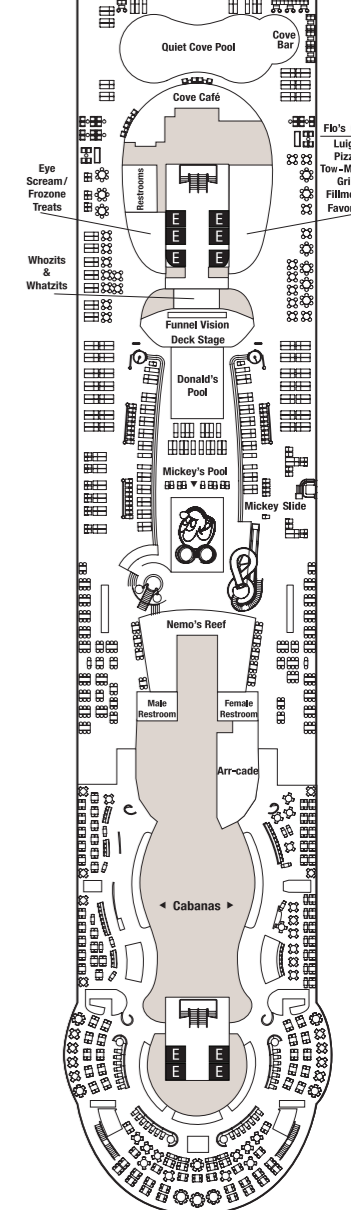 Quiet Cove Pool
Cove
Bar
Cove Café
Flo's
Luig
Pizz
Tow-M
Gri
Fillmo
Favor
Eye
Scream/
Frozone
Treats
Restrooms
E E
E E
E E
Whozits
&
Whatzits
Funnel Vision
Deck Stage
Donald's
Pool
Mickey's Pool
Mickey Slide
Nemo's Reef
Male
Restroom
Female
Restroom
Arr-cade
Cabanas
E E
E E